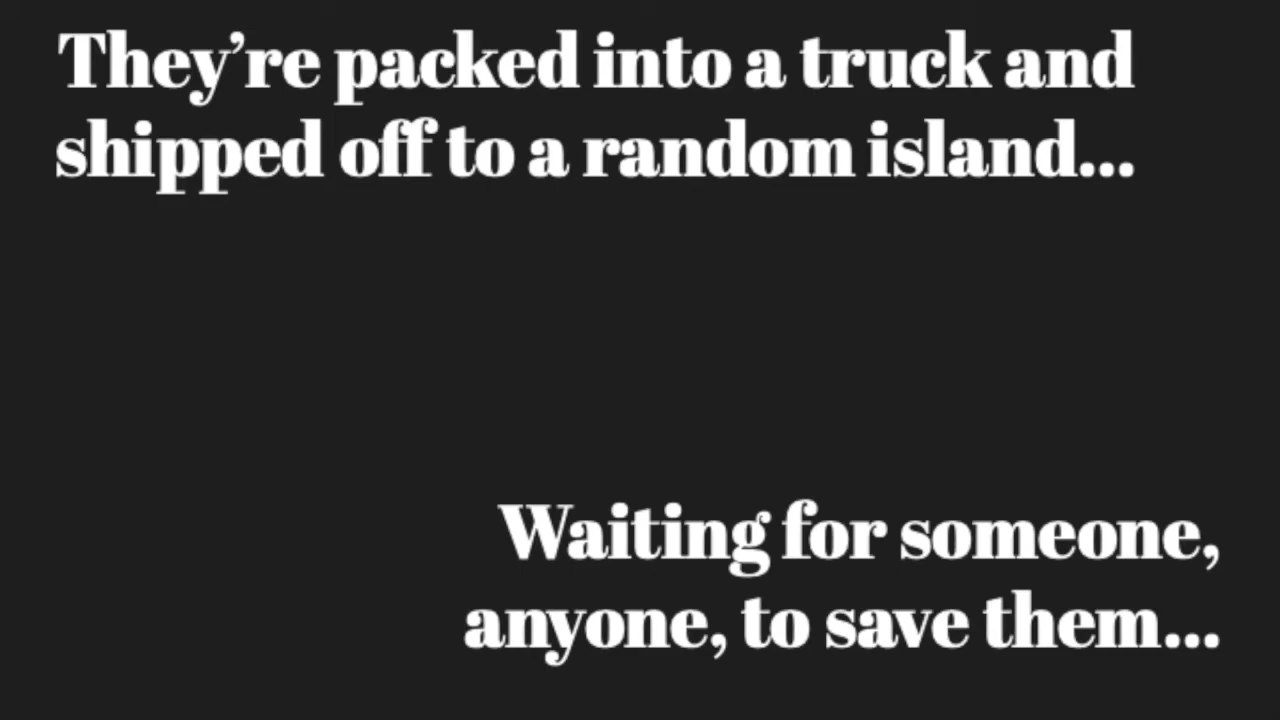 They’re packed into a truck and
shipped off to a random island...
Waiting for someone,
anyone, to save them...